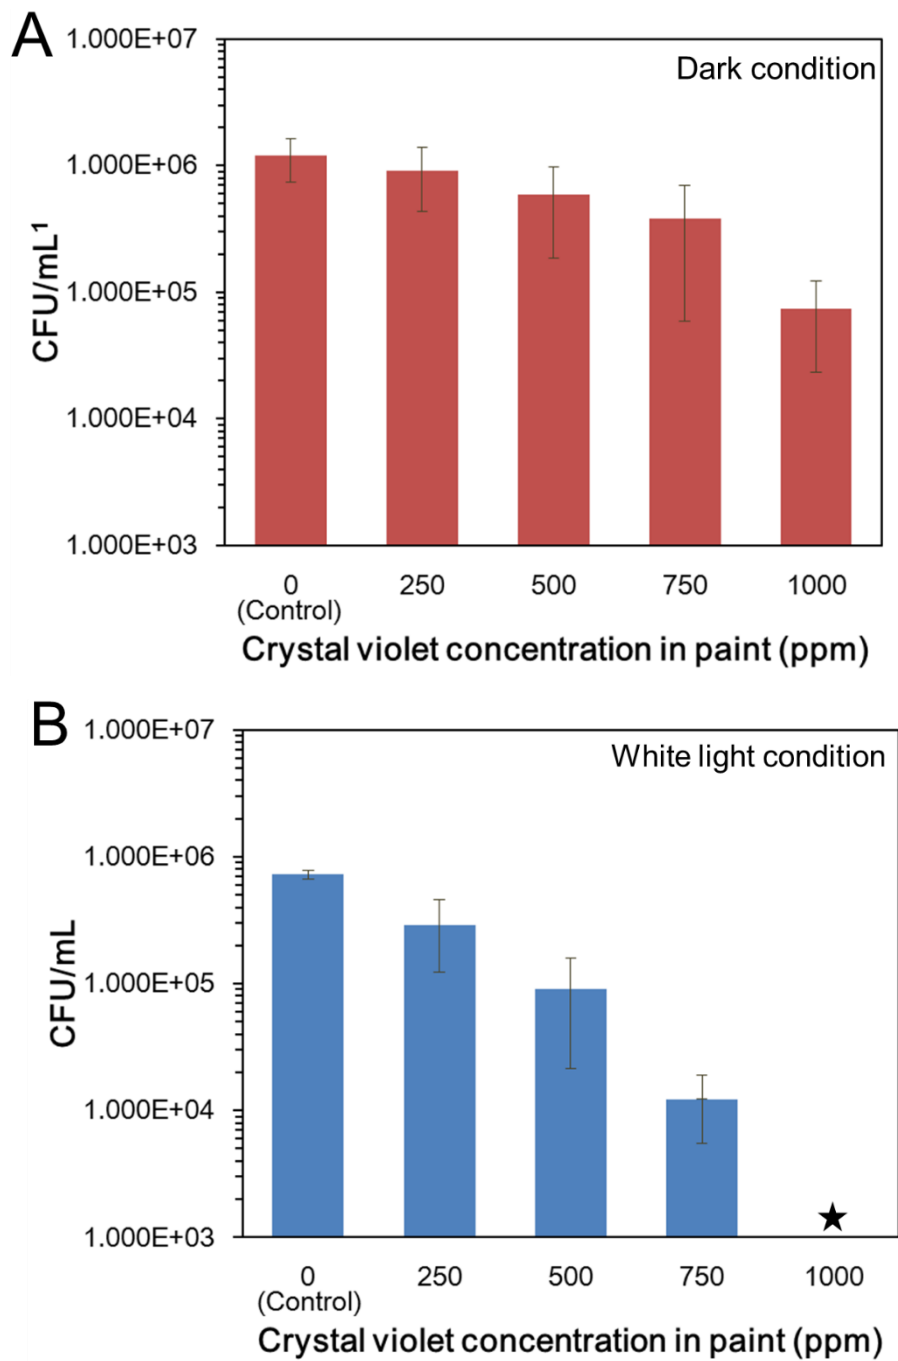 A
1.000E+07
Dark condition
1.000E+06
1.000E+05
1.000E+04
1.000E+03
CFU/mL¹
0 250 500 750 1000
(Control)
Crystal violet concentration in paint (ppm)
B
1.000E+07
White light condition
1.000E+06
1.000E+05
1.000E+04
1.000E+03
CFU/mL
0 250 500 750 1000
(Control)
Crystal violet concentration in paint (ppm)